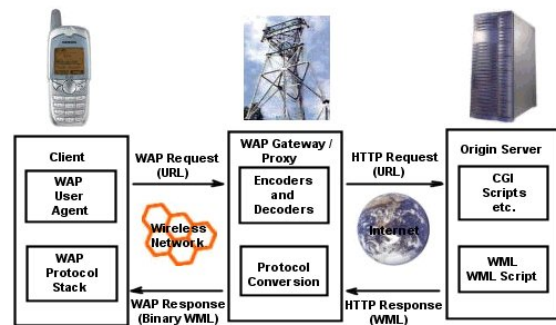 Client
WAP
User
Agent
WAP
Protocol
Stack
WAP Request
(URL)
Wireless
Network
WAP Response
(Binary WML)
WAP Gateway /
Proxy
Encoders
and
Decoders
Protocol
Conversion
HTTP Request
(URL)
Internet
HTTP Response
(WML)
Origin Server
CGI
Scripts
etc.
WML
WML Script